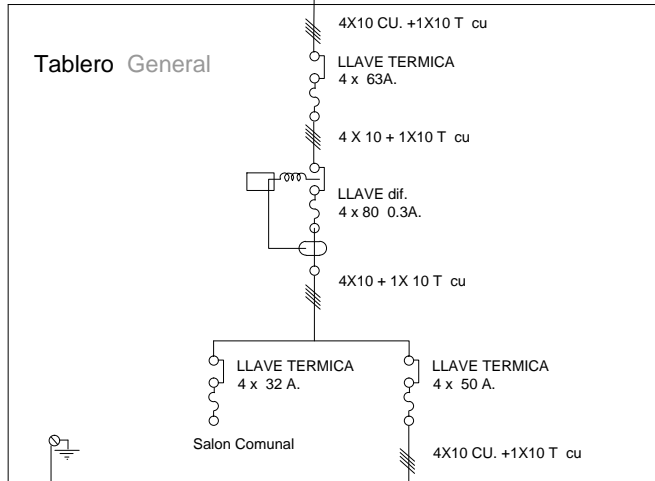 4X10 CU. +1X10 T cu
Tablero General
LLAVE TERMICA
4 x 63A.
4 X 10 + 1X10 T cu
LLAVE dif.
4 x 80 0.3A.
4X10 + 1X 10 T cu
LLAVE TERMICA
4 x 32 A.
LLAVE TERMICA
4 x 50 A.
Salon Comunal
4X10 CU. +1X10 T cu